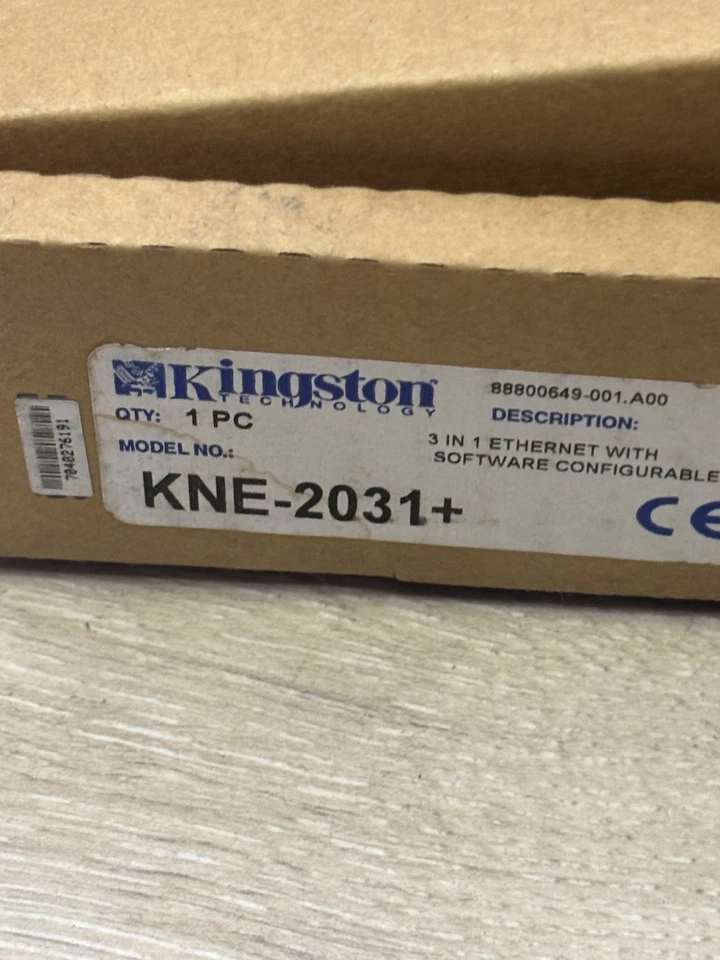 Kingston
TECHNOLOGY
QTY: 1 PC
MODEL NO.:
KNE-2031+
88800649-001.A00
DESCRIPTION:
3 IN 1 ETHERNET WITH
SOFTWARE CONFIGURABLE
CE
7040276191